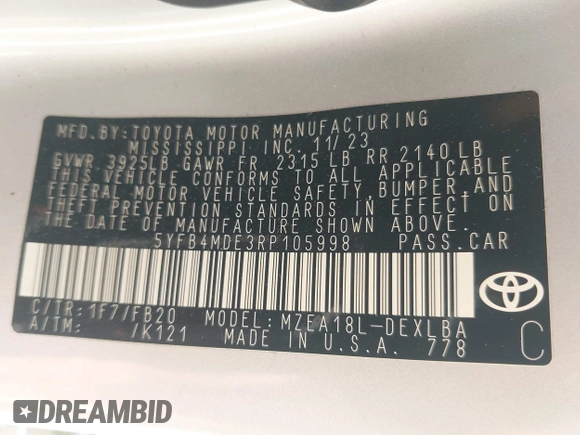 MFD.BY:TOYOTA MOTOR MANUFACTURING
MISSISSIPPI INC. 11/23
GVWR 3925LB GAWR FR 2315 LB RR 2140 LB
THIS VEHICLE CONFORMS TO ALL APPLICABLE
FEDERAL MOTOR VEHICLE SAFETY, BUMPER, AND
THEFT PREVENTION STANDARDS IN EFFECT ON
THE DATE OF MANUFACTURE SHOWN ABOVE.
5YFB4MDE3RP105998 PASS.CAR
C/TR:1F7/FB20 MODEL:MZEA18L-DEXLBA
A/TM: /K121 MADE IN U.S.A. 778 C
DREAMBID